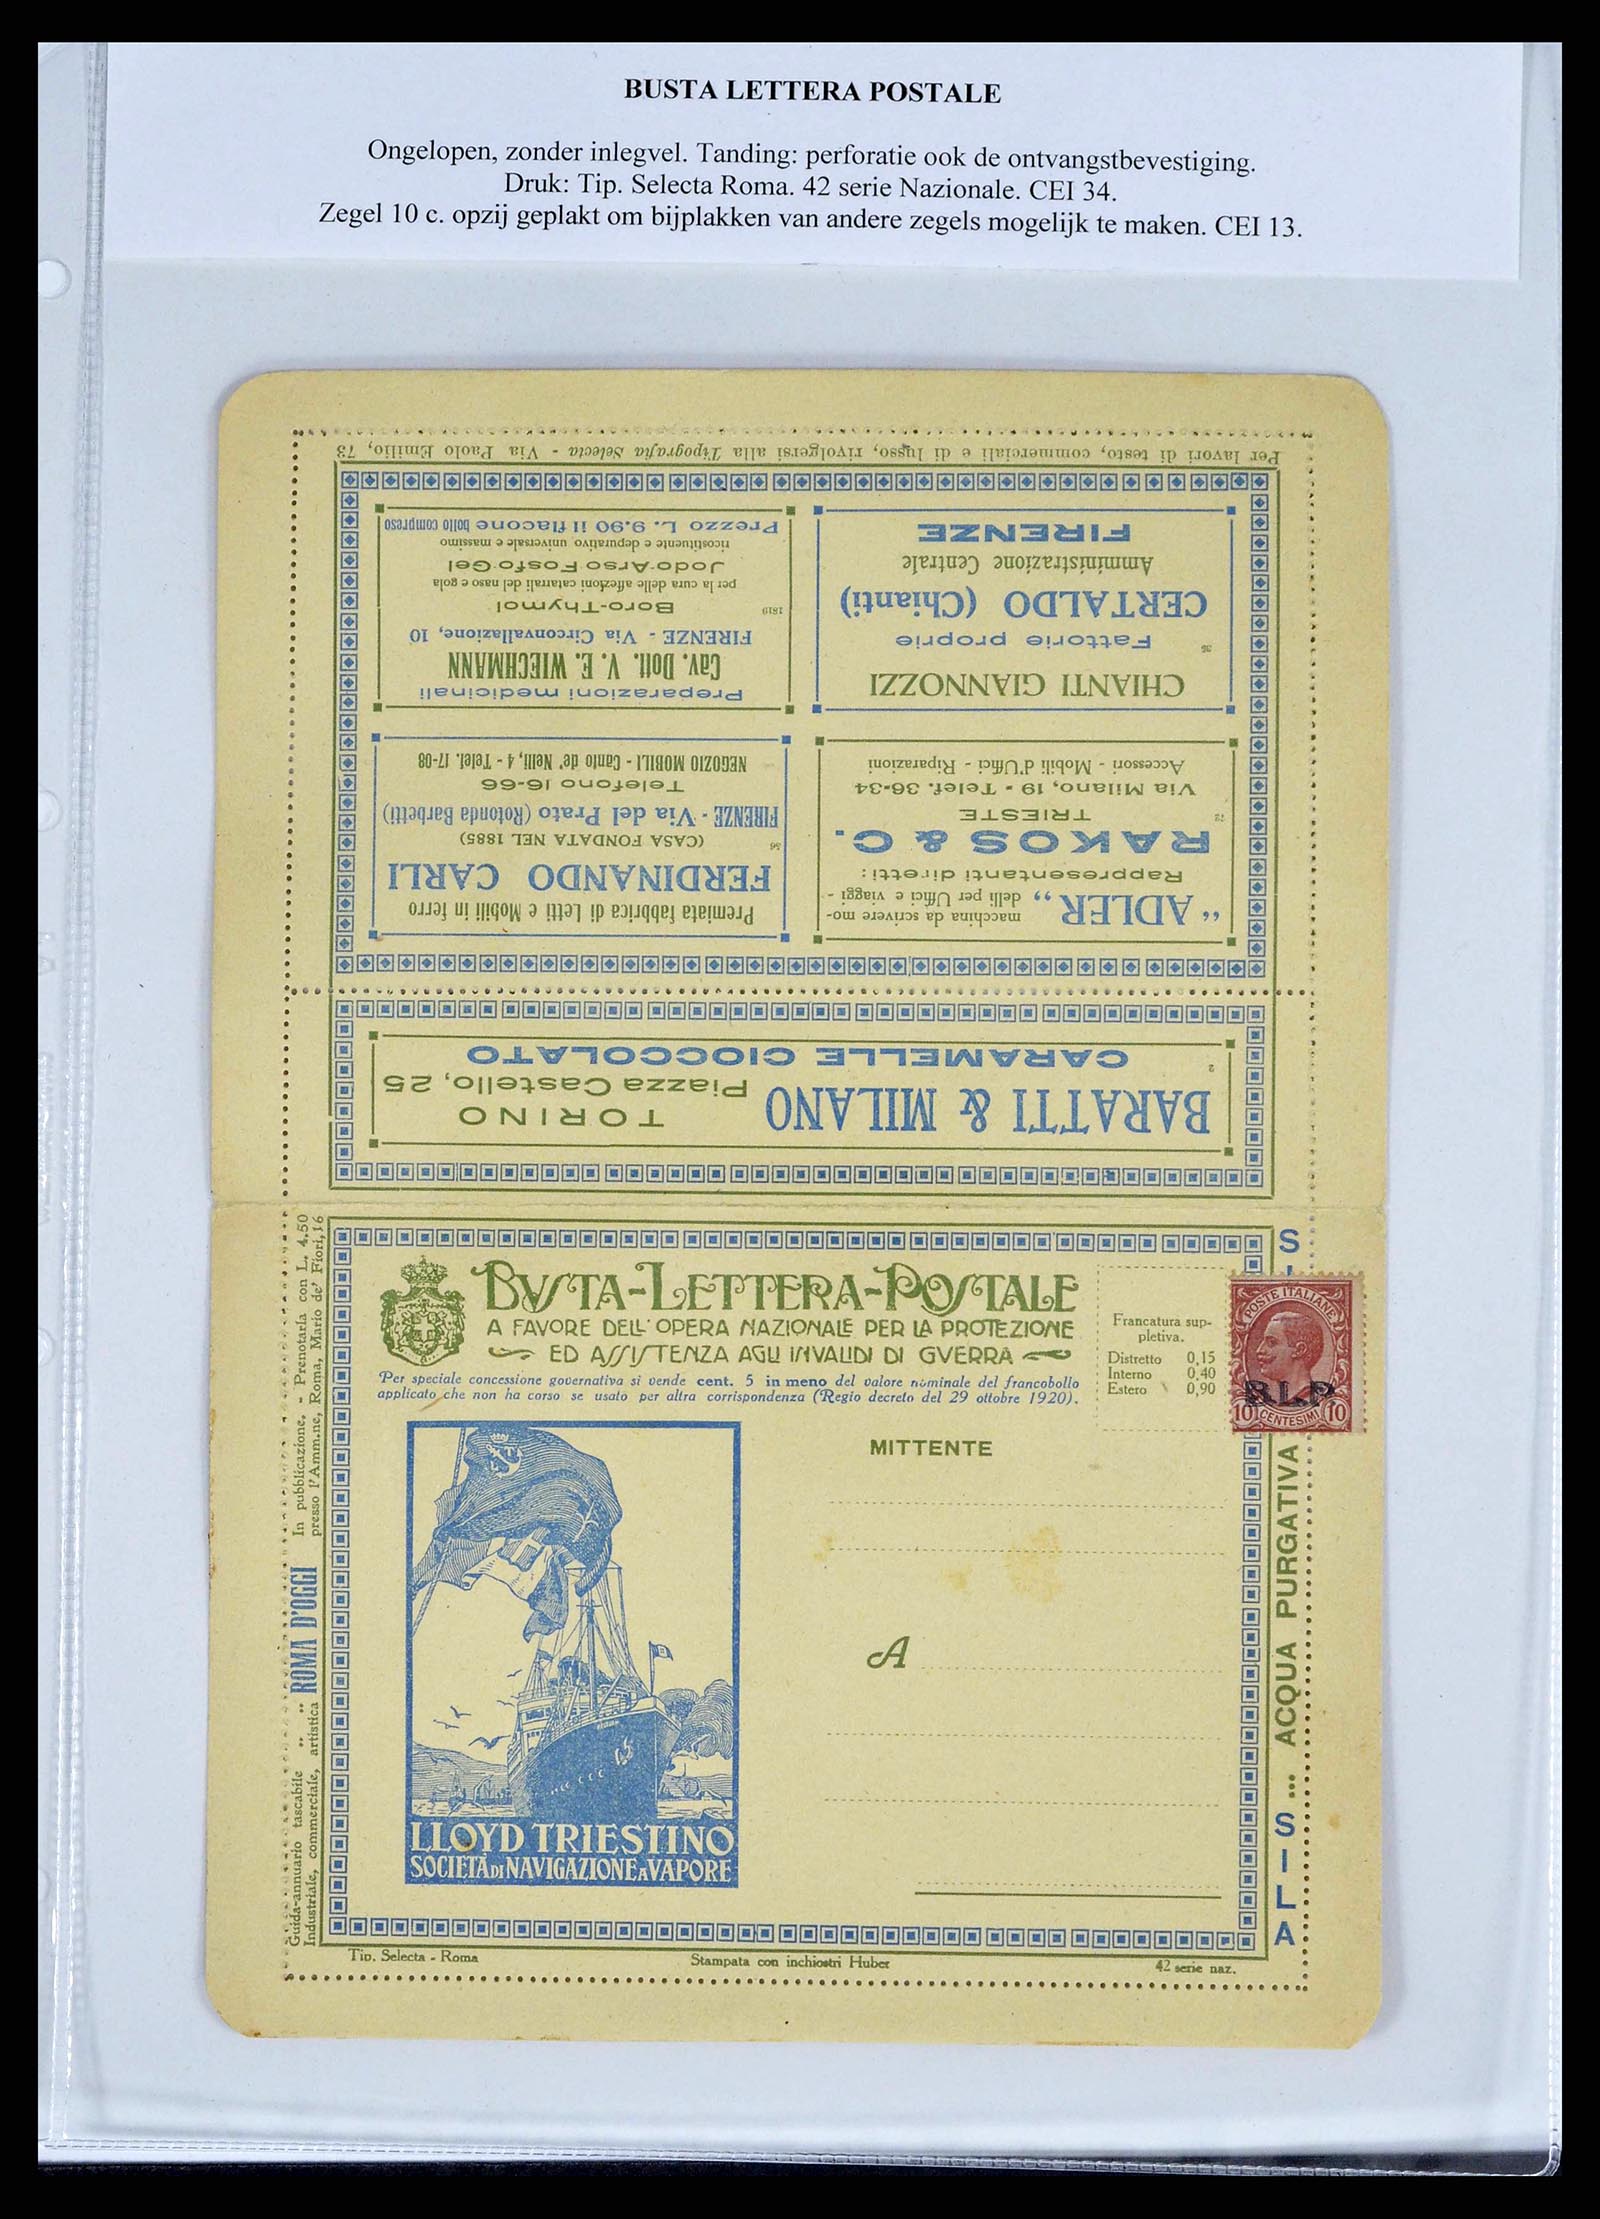 BUSTA LETTERA POSTALE
Ongelopen, zonder inlegvel. Tanding: perforatie ook de ontvangstbevestiging.
Druk: Tip. Selecta Roma. 42 serie Nazionale. CEI 34.
Zegel 10 c. opzij geplakt om bijplakken van andere zegels mogelijk te maken. CEI 13.
Per lavori di testo, commerciali e di lusso, rivolgersi alla Tipografia Selecta - Via Paolo Emilio, 73
CHIANTI GIANNOZZI
36
Fattorie proprie
CERTALDO (Chianti)
Amministrazione Centrale
FIRENZE
Preparazioni medicinali
Cav. Dott. V. E. WIECHMANN
FIRENZE - Via Circonvallazione, 10
1819
Boro-Thymol
per la cura delle affezioni catarrali del naso e gola
Jodo-Arso Fosfo-Gel
ricostituente e depurativo universale e massimo
Prezzo L. 9.90 il flacone bollo compreso
"ADLER„ macchina da scrivere mo-
delli per Uffici e viaggi -
Rappresentanti diretti:
RAKOS & C.
TRIESTE
Via Milano, 19 - Telef. 36-34
Accessori - Mobili d'Uffici - Riparazioni
Premiata fabbrica di Letti e Mobili in ferro
FERDINANDO CARLI
56
(CASA FONDATA NEL 1885)
FIRENZE - Via del Prato (Rotonda Barbetti)
Telefono 16-66
NEGOZIO MOBILI - Canto de' Nelli, 4 - Telef. 17-08
BARATTI & MILANO TORINO
Piazza Castello, 25
2
CARAMELLE CIOCCOLATO
BUSTA-LETTERA-POSTALE
A FAVORE DELL'OPERA NAZIONALE PER LA PROTEZIONE
ED ASSISTENZA AGLI INVALIDI DI GVERRA
Per speciale concessione governativa si vende cent. 5 in meno del valore nominale del francobollo
applicato che non ha corso se usato per altra corrispondenza (Regio decreto del 29 ottobre 1920).
Francatura sup-
pletiva.
Distretto 0,15
Interno 0,40
Estero 0,90
POSTE ITALIANE
B.L.P
10 CENTESIMI 10
MITTENTE
A
LLOYD TRIESTINO
SOCIETÀ DI NAVIGAZIONE A VAPORE
Guida-annuario tascabile .. .. ROMA D'OGGI In pubblicazione. - Prenotarla con L. 4.50
Industriale, commerciale, artistica presso l'Amm.ne, Roma, Mario de' Fiori, 16
SILA ... ACQUA PURGATIVA
S
Tip. Selecta - Roma
Stampata con inchiostri Huber
42 serie naz.